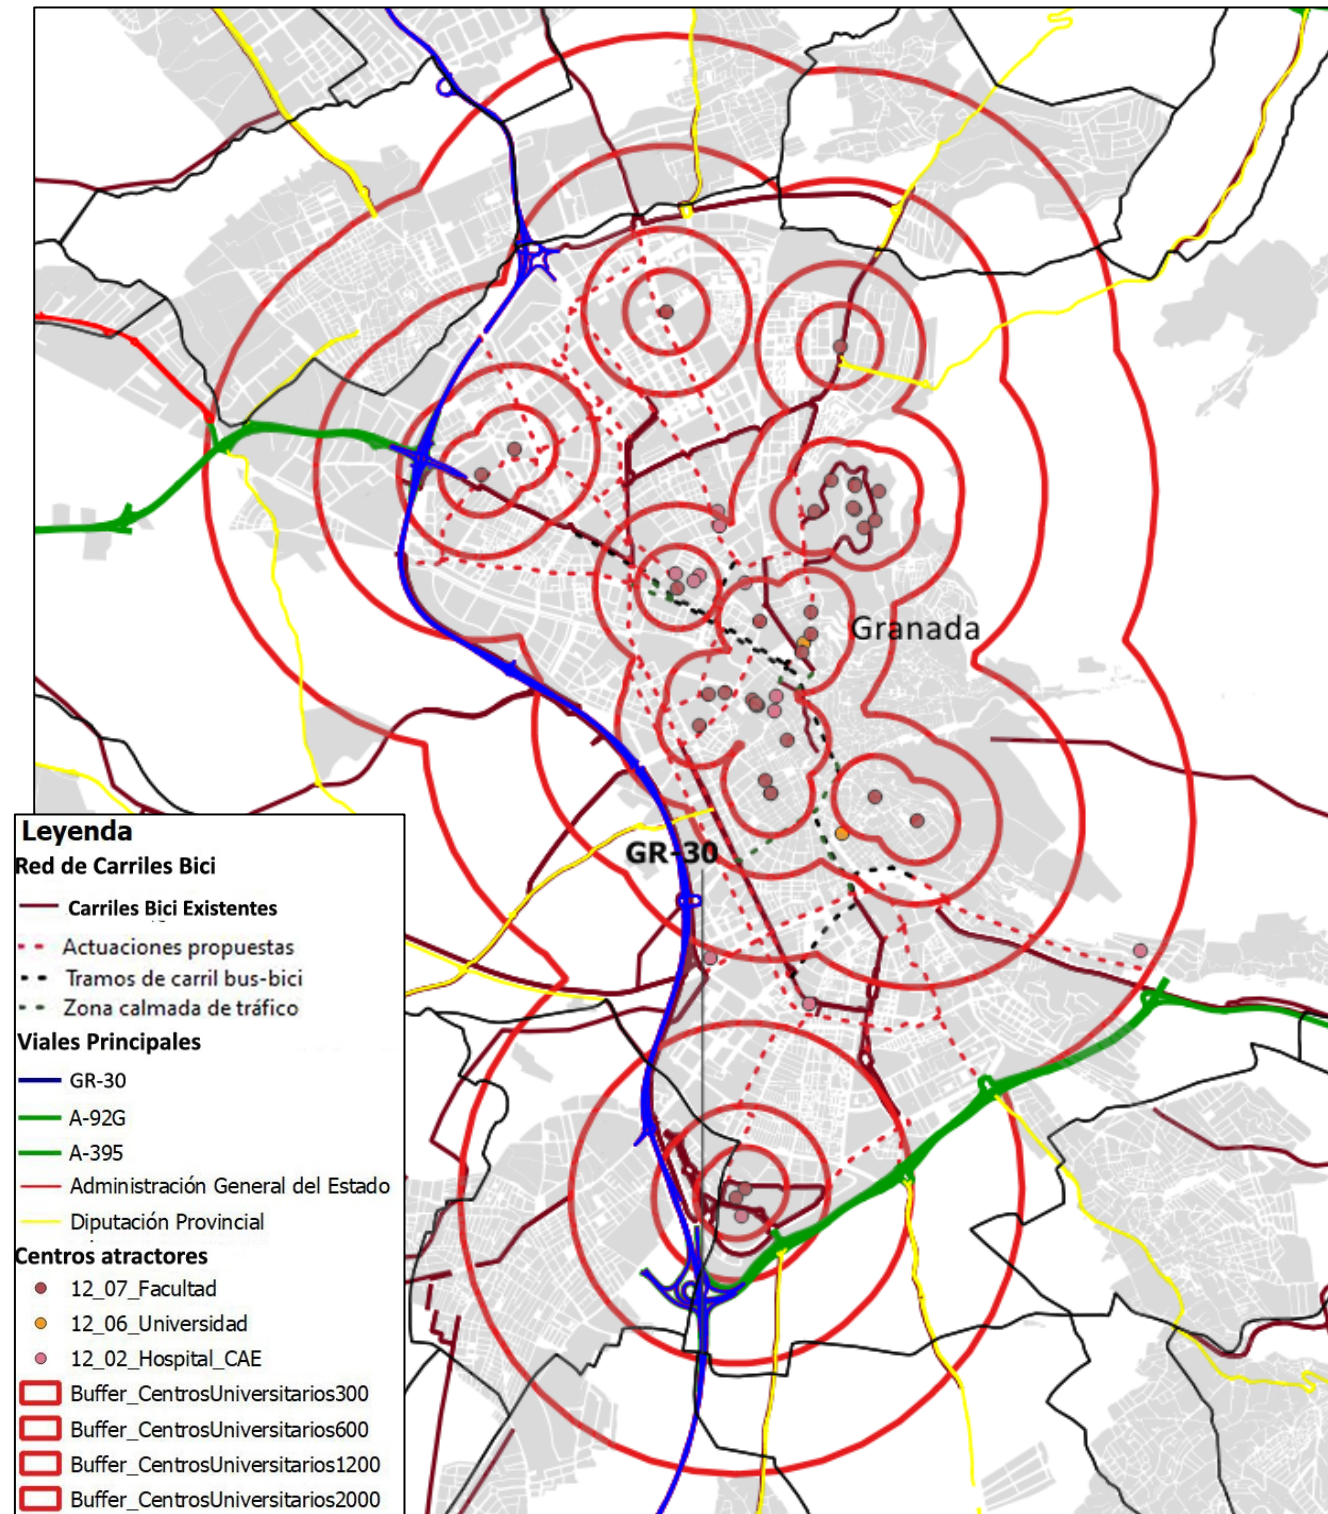 Granada
GR-30
Leyenda
Red de Carriles Bici
Carriles Bici Existentes
Actuaciones propuestas
Tramos de carril bus-bici
Zona calmada de tráfico
Viales Principales
GR-30
A-92G
A-395
Administración General del Estado
Diputación Provincial
Centros atractores
12_07_Facultad
12_06_Universidad
12_02_Hospital_CAE
Buffer_CentrosUniversitarios300
Buffer_CentrosUniversitarios600
Buffer_CentrosUniversitarios1200
Buffer_CentrosUniversitarios2000